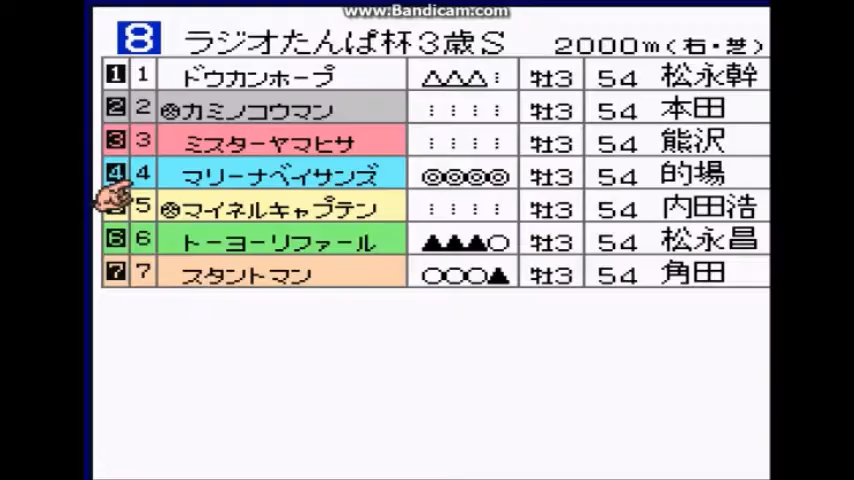 www.Bandicam.com
8 ラジオたんぱ杯3歳S 2000m(右・芝)
1 1 ドウカンホープ △△△: 牡3 54 松永幹
2 2 ◎カミノコウマン :::: 牡3 54 本田
3 3 ミスターヤマヒサ :::: 牡3 54 熊沢
4 4 マリーナベイサンズ ◎◎◎◎ 牡3 54 的場
5 ◎マイネルキャプテン :::: 牡3 54 内田浩
6 6 トーヨーリファール ▲▲▲○ 牡3 54 松永昌
7 7 スタントマン ○○○▲ 牡3 54 角田